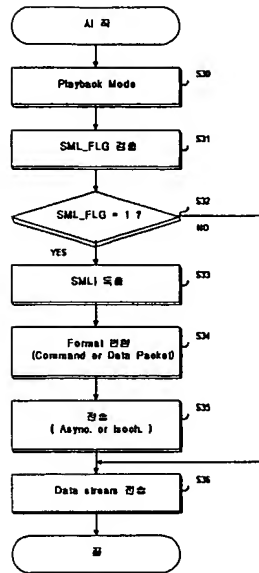 시 작
Playback Mode
S30
SML_FLG 검출
S31
SML_FLG = 1 ?
S32
NO
YES
SMLI 독출
S33
Format 변환
(Command or Data Packet)
S34
전송
( Async. or Isoch. )
S35
Data stream 전송
S36
끝